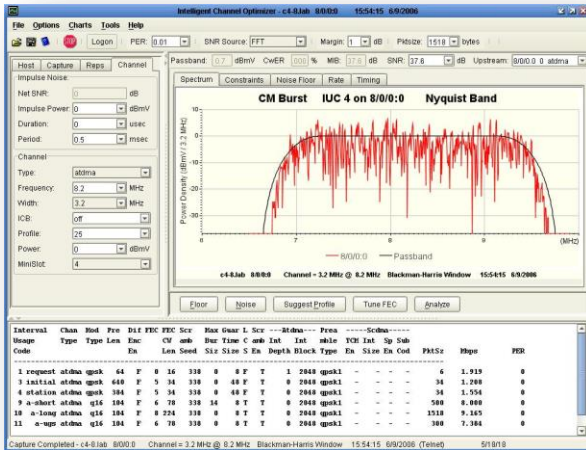 Intelligent Channel Optimizer - c4-8.lab 8/0/0:0 15:54:15 6/9/2006
File Options Charts Tools Help
STOP Logon PER: 0.01 SNR Source: FFT Margin: 1 dB Pktsize: 1518 bytes
Host Capture Reps Channel
Passband: 0.7 dB CwER 000 % MIB: 37.6 dB SNR: 37.6 dB Upstream: 8/0/0:0 0 atdma
Impulse Noise:
Net SNR: 0 dB
Impulse Power: 0 dBmV
Duration: 0 usec
Period: 0.5 msec
Channel
Type: atdma
Frequency: 8.2 MHz
Width: 3.2 MHz
ICB: off
Profile: 25
Power: 0 dBmV
MiniSlot: 4
Spectrum Constraints Noise Floor Rate Timing
CM Burst IUC 4 on 8/0/0:0 Nyquist Band
Power Density (dBmV / 3.2 MHz)
10
0
-10
-20
-30
6 7 8 9 (MHz)
8/0/0:0 Passband
c4-8.lab 8/0/0:0 Channel = 3.2 MHz @ 8.2 MHz Blackman-Harris Window 15:54:15 6/9/2006
Floor Noise Suggest Profile Tune FEC Analyze
Interval Chan Mod Pre Dif FEC FEC Scr Max Guar L Scr ---Atdma--- Prea ---Scdma---
Usage Type Type Len Enc CW amb Bur Time C amb Int Int mble TCM Int Sp Sub
Code En Len Seed Siz Size S En Depth Block Type En Size En Cod PktSz Mbps PER
1 request atdma qpsk 64 F 0 16 338 0 8 F T 1 2048 qpsk1 - - - - 6 1.919 0
3 initial atdma qpsk 640 F 5 34 338 0 48 F T 1 2048 qpsk1 - - - - 34 1.208 0
4 station atdma qpsk 304 F 5 34 338 0 48 F T 1 2048 qpsk1 - - - - 34 1.554 0
9 a-short atdma q16 104 F 6 78 338 14 8 T T 0 2048 qpsk1 - - - - 500 8.000 0
10 a-long atdma q16 104 F 8 224 338 0 8 T T 0 2048 qpsk1 - - - - 1518 9.165 0
11 a-ugs atdma q16 104 F 6 78 338 0 8 T T 0 2048 qpsk1 - - - - 300 7.384 0
Capture Completed - c4-8.lab 8/0/0:0 Channel = 3.2 MHz @ 8.2 MHz Blackman-Harris Window 15:54:15 6/9/2006 (Telnet) 5/18/18